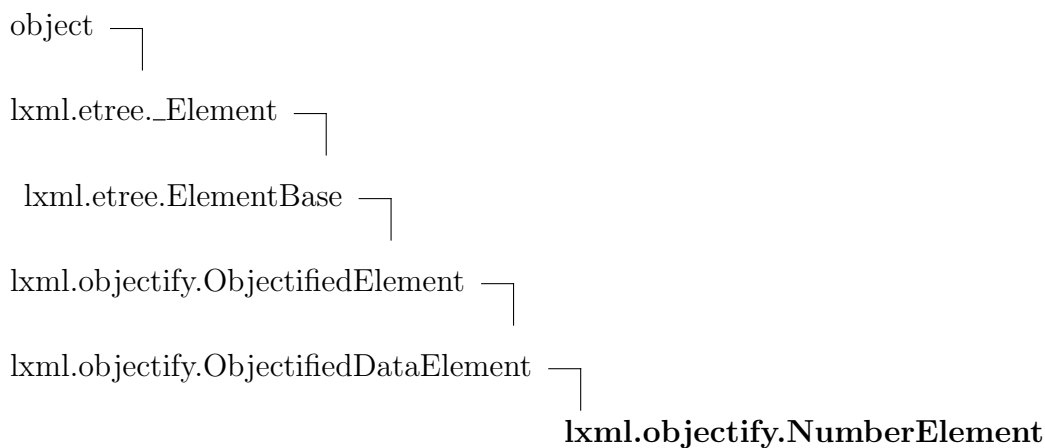 object
lxml.etree._Element
lxml.etree.ElementBase
lxml.objectify.ObjectifiedElement
lxml.objectify.ObjectifiedDataElement
lxml.objectify.NumberElement